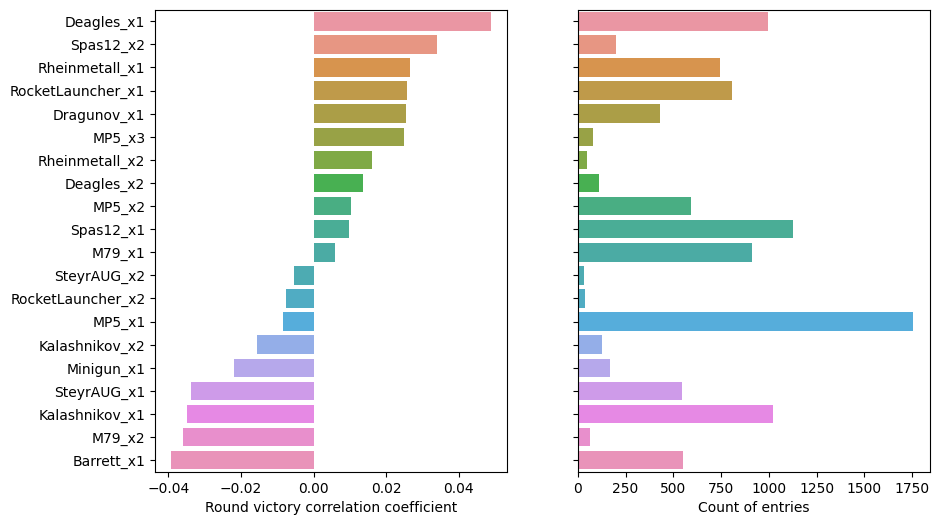 Deagles_x1
Spas12_x2
Rheinmetall_x1
RocketLauncher_x1
Dragunov_x1
MP5_x3
Rheinmetall_x2
Deagles_x2
MP5_x2
Spas12_x1
M79_x1
SteyrAUG_x2
RocketLauncher_x2
MP5_x1
Kalashnikov_x2
Minigun_x1
SteyrAUG_x1
Kalashnikov_x1
M79_x2
Barrett_x1
−0.04 −0.02 0.00 0.02 0.04
Round victory correlation coefficient
0 250 500 750 1000 1250 1500 1750
Count of entries